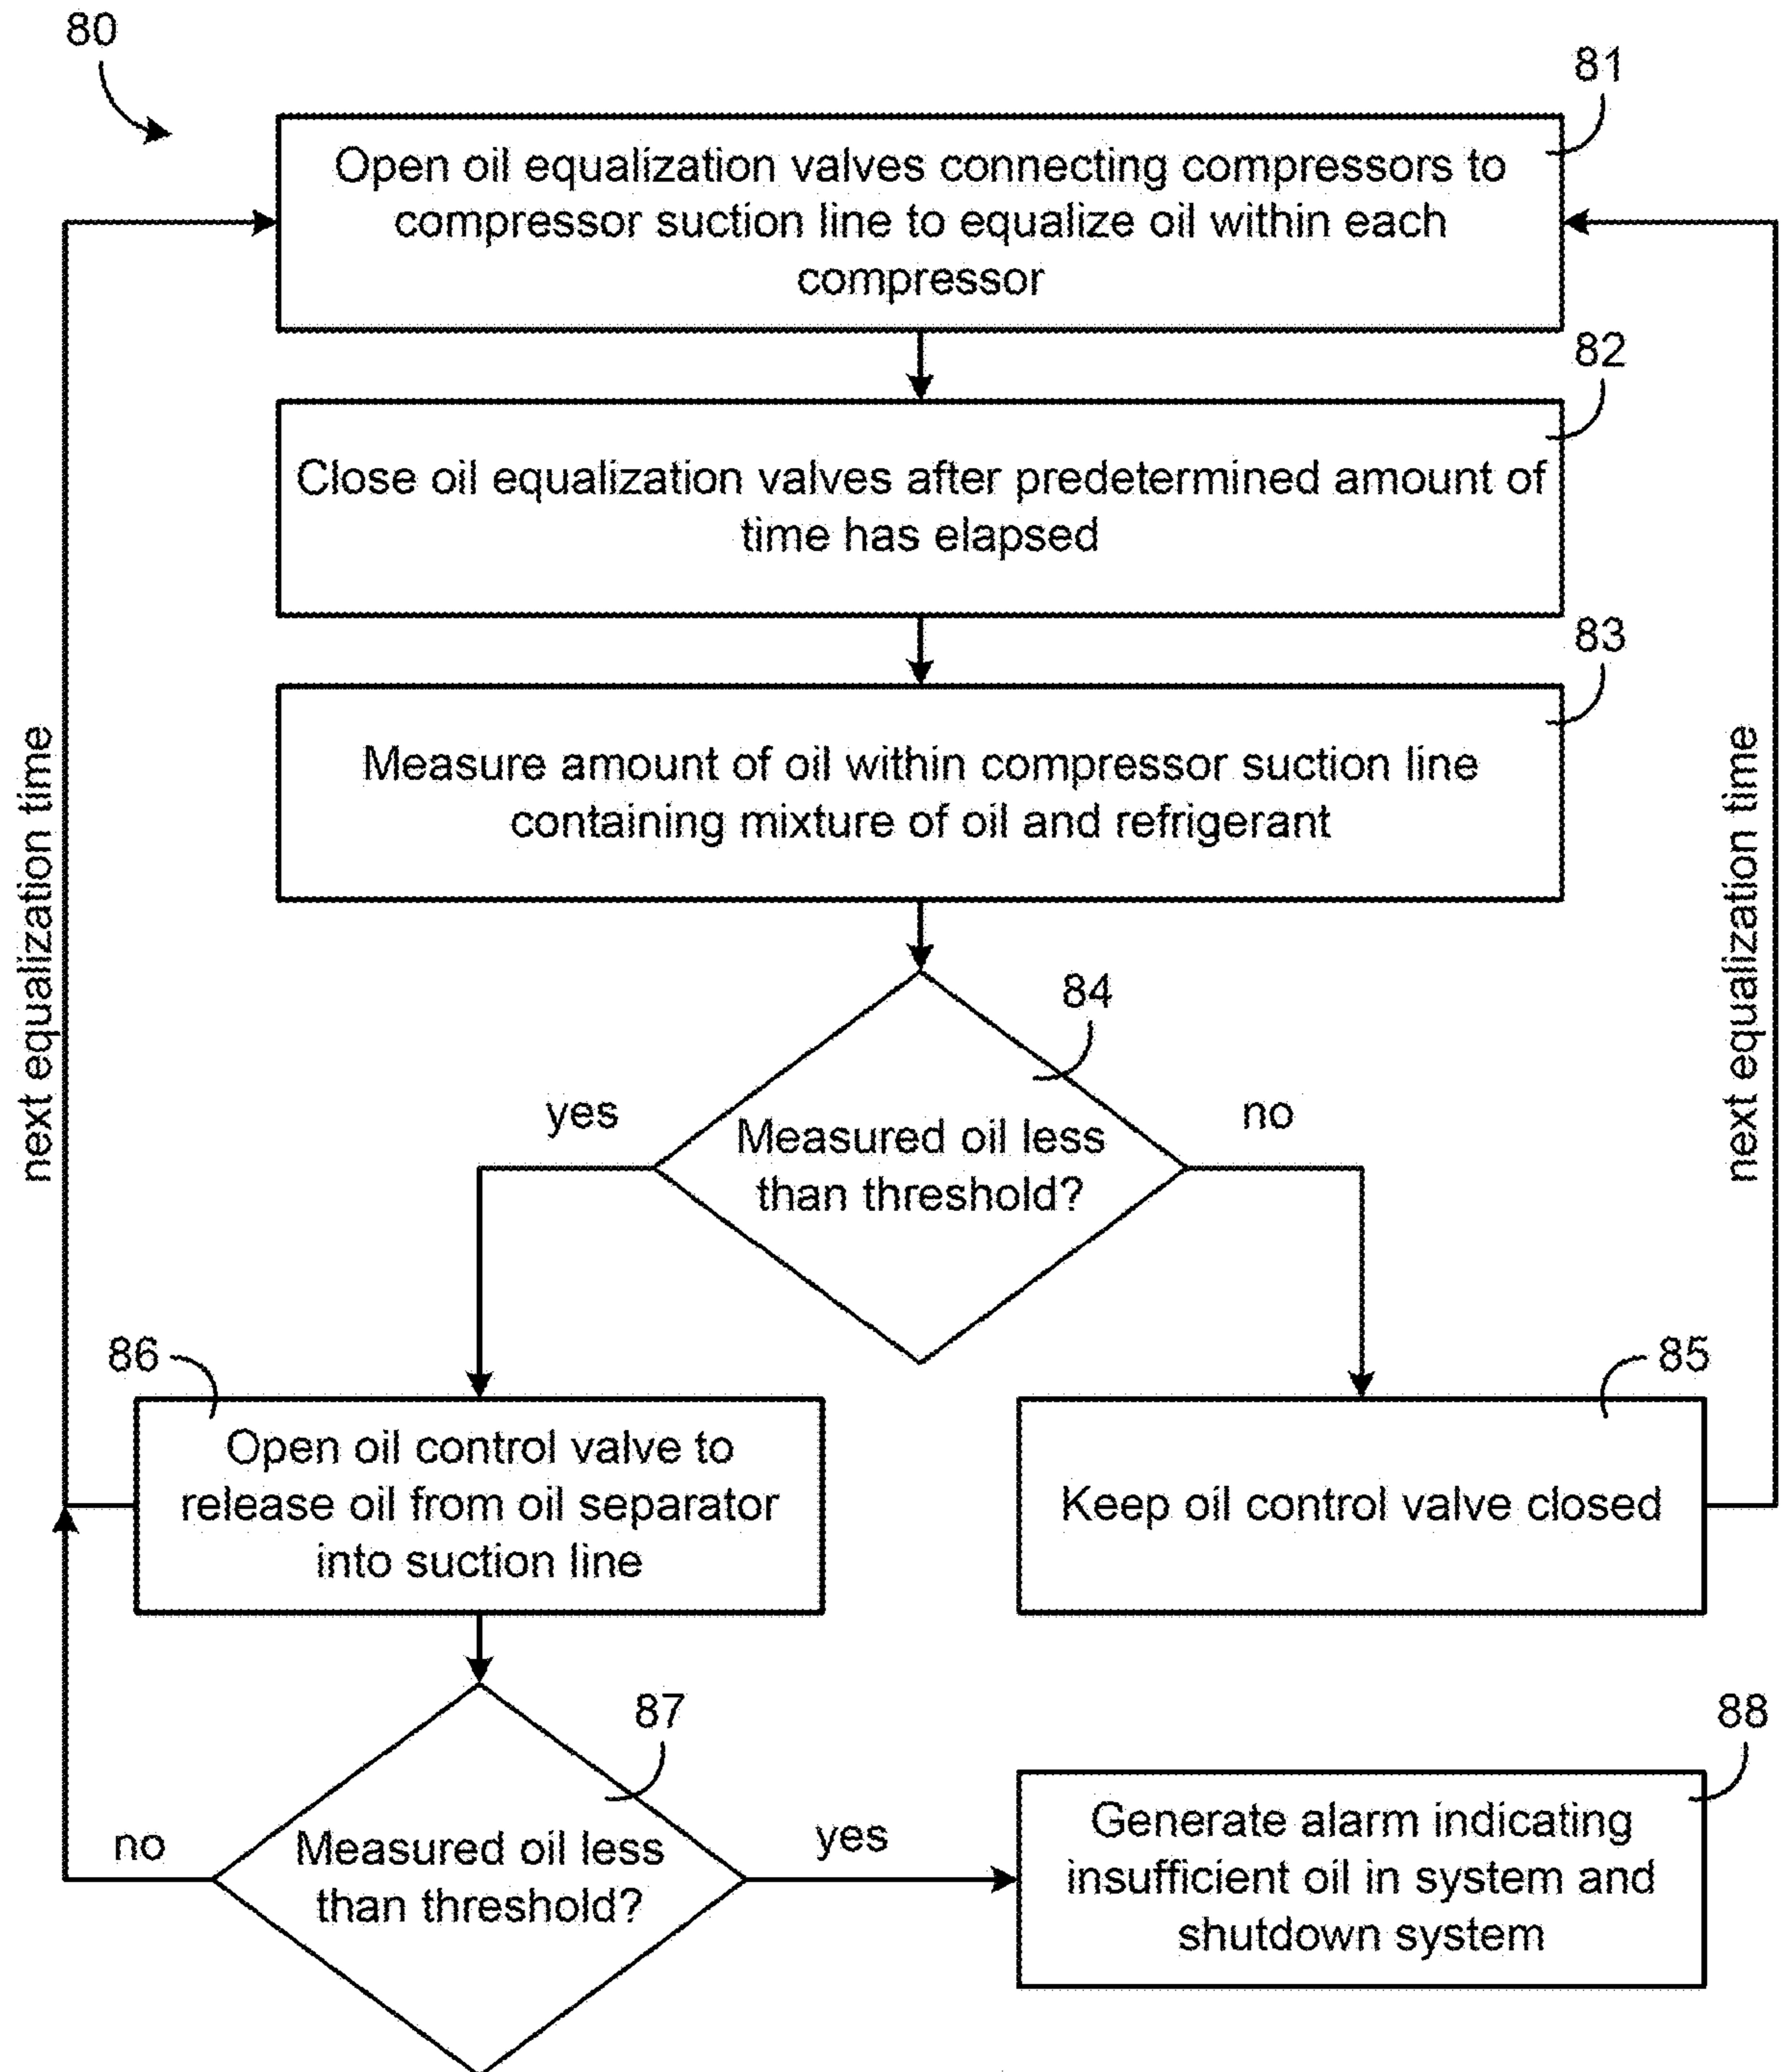 80
81
Open oil equalization valves connecting compressors to
compressor suction line to equalize oil within each
compressor
82
Close oil equalization valves after predetermined amount of
time has elapsed
83
Measure amount of oil within compressor suction line
containing mixture of oil and refrigerant
next equalization time
next equalization time
84
yes
no
Measured oil less
than threshold?
86
85
Open oil control valve to
release oil from oil separator
into suction line
Keep oil control valve closed
87
88
no
Measured oil less
than threshold?
yes
Generate alarm indicating
insufficient oil in system and
shutdown system